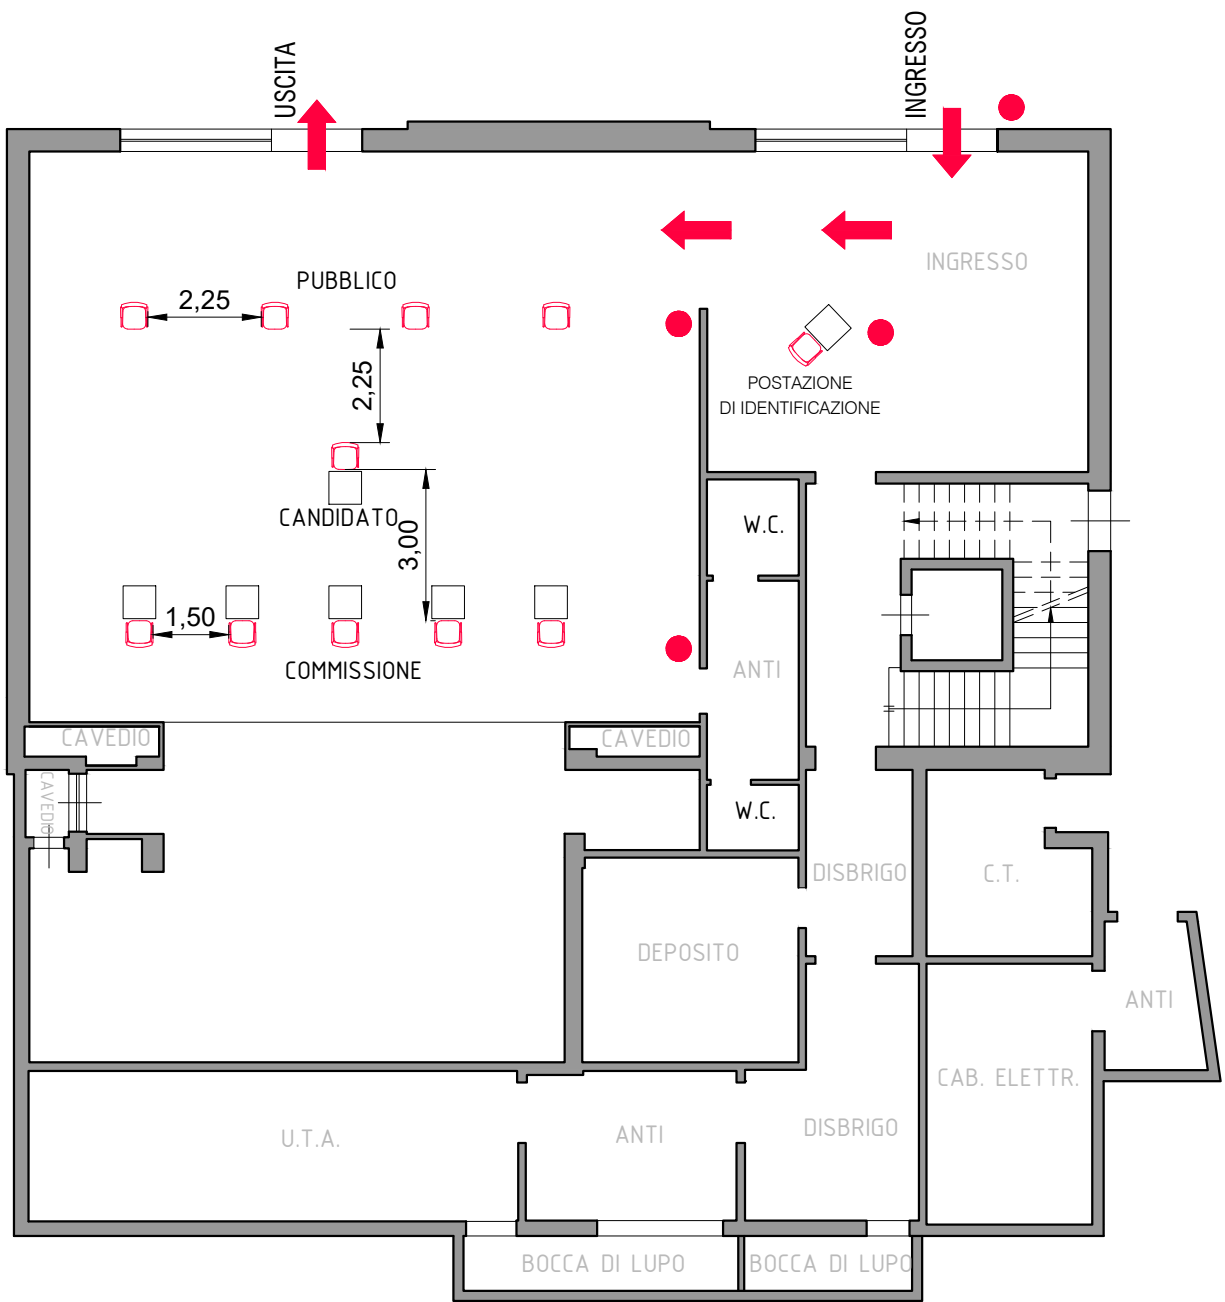 USCITA
INGRESSO
INGRESSO
PUBBLICO
2,25
2,25
POSTAZIONE
DI IDENTIFICAZIONE
CANDIDATO
3,00
W.C.
1,50
COMMISSIONE
ANTI
CAVEDIO
CAVEDIO
CAVEDIO
W.C.
DISBRIGO
C.T.
DEPOSITO
ANTI
CAB. ELETTR.
U.T.A.
ANTI
DISBRIGO
BOCCA DI LUPO
BOCCA DI LUPO